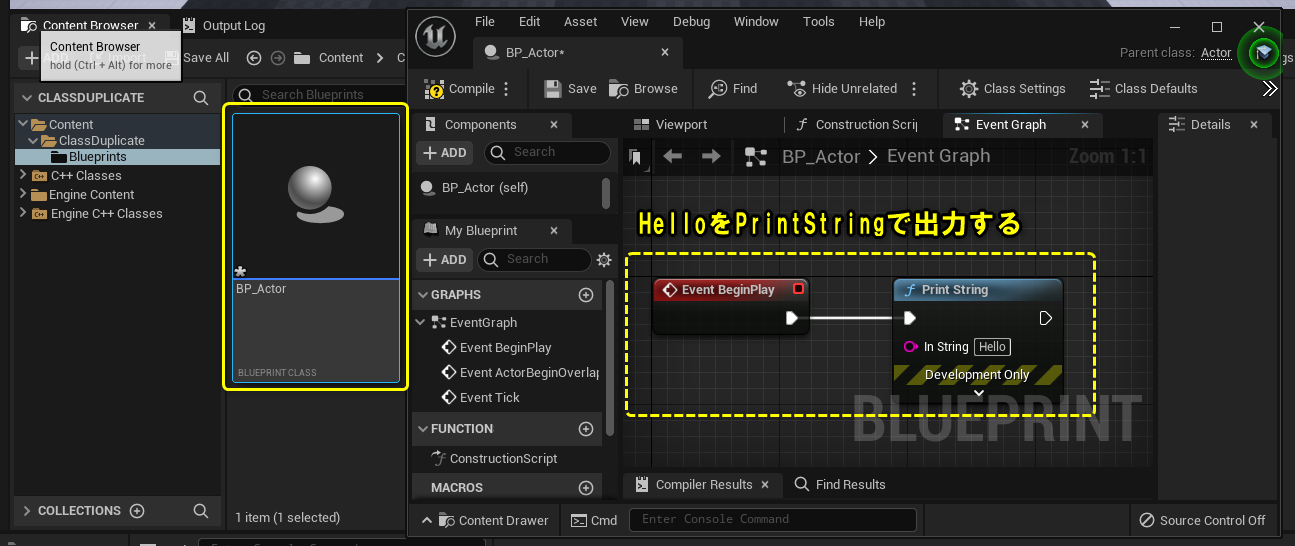 Content Browser
Output Log
Content Browser
hold (Ctrl + Alt) for more
Save All
Content
C
CLASSDUPLICATE
Content
ClassDuplicate
Blueprints
C++ Classes
Engine Content
Engine C++ Classes
COLLECTIONS
Search Blueprints
BP_Actor
BLUEPRINT CLASS
1 item (1 selected)
File
Edit
Asset
View
Debug
Window
Tools
Help
BP_Actor*
Parent class: Actor
Compile
Save
Browse
Find
Hide Unrelated
Class Settings
Class Defaults
Components
ADD
Search
BP_Actor (self)
My Blueprint
ADD
Search
GRAPHS
EventGraph
Event BeginPlay
Event ActorBeginOverlap
Event Tick
FUNCTION
ConstructionScript
MACROS
Viewport
Construction Scrip
Event Graph
BP_Actor
Event Graph
Zoom 1:1
HelloをPrintStringで出力する
Event BeginPlay
Print String
In String
Hello
Development Only
BLUEPRINT
Compiler Results
Find Results
Details
Content Drawer
Cmd
Enter Console Command
Source Control Off